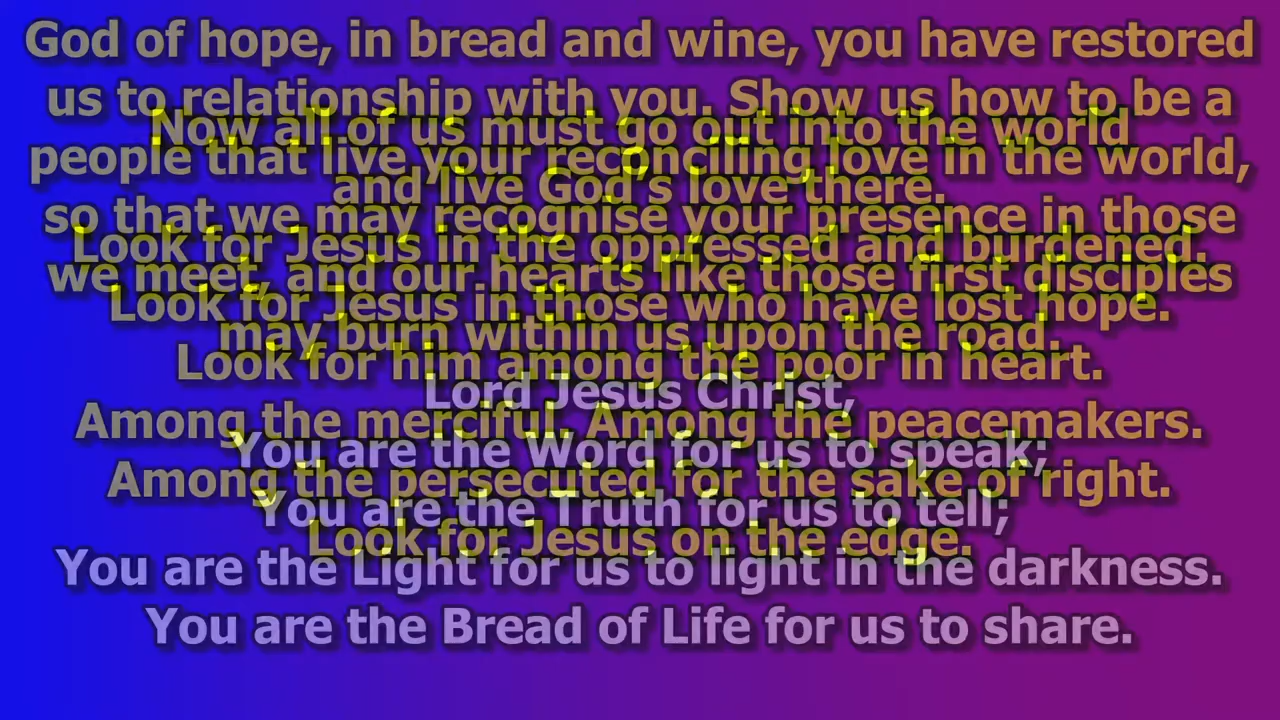 God of hope, in bread and wine, you have restored
us to relationship with you. Show us how to be a
people that live your reconciling love in the world,
so that we may recognise your presence in those
we meet, and our hearts like those first disciples
may burn within us upon the road.
Lord Jesus Christ,
You are the Word for us to speak;
You are the Truth for us to tell;
You are the Light for us to light in the darkness.
You are the Bread of Life for us to share.
Now all of us must go out into the world
and live God's love there.
Look for Jesus in the oppressed and burdened.
Look for Jesus in those who have lost hope.
Look for him among the poor in heart.
Among the merciful. Among the peacemakers.
Among the persecuted for the sake of right.
Look for Jesus on the edge.